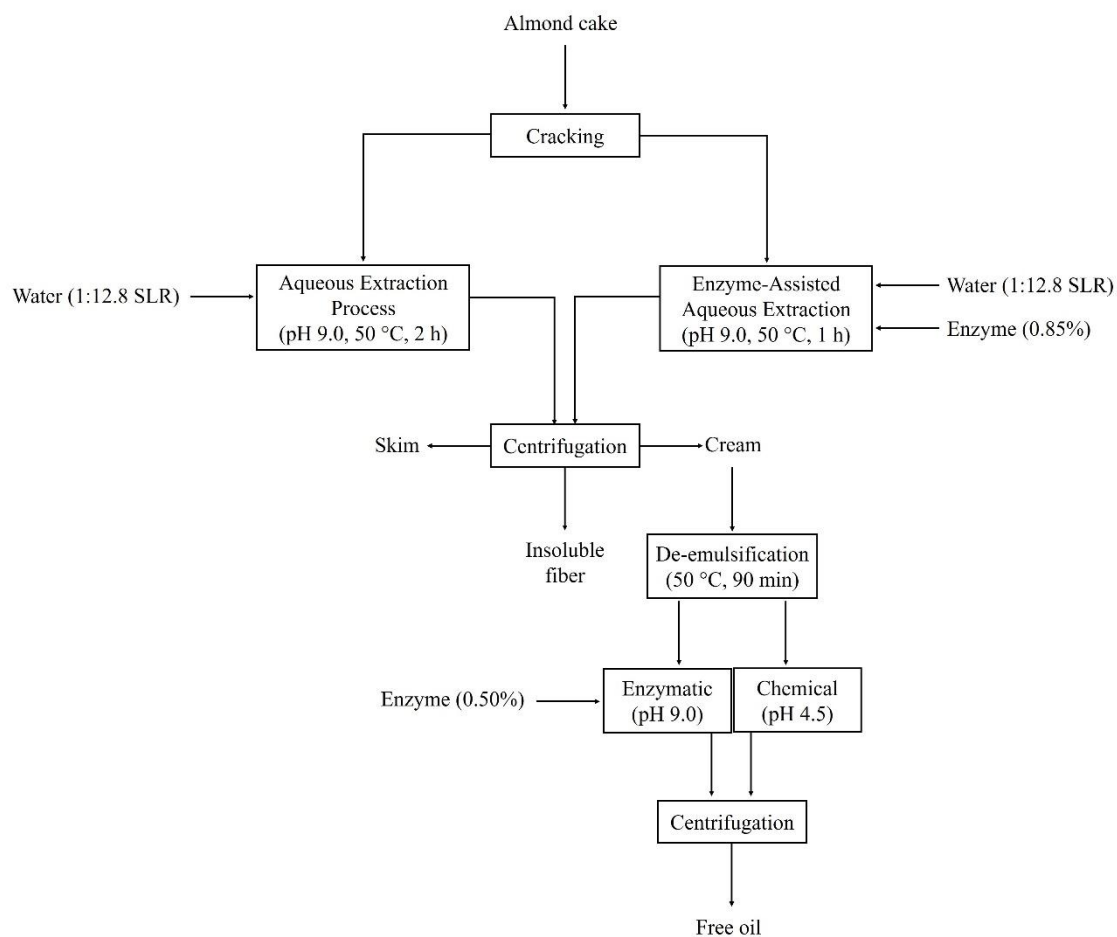 Almond cake
Cracking
Water (1:12.8 SLR)
Aqueous Extraction
Process
(pH 9.0, 50 °C, 2 h)
Enzyme-Assisted
Aqueous Extraction
(pH 9.0, 50 °C, 1 h)
Water (1:12.8 SLR)
Enzyme (0.85%)
Skim
Centrifugation
Cream
Insoluble
fiber
De-emulsification
(50 °C, 90 min)
Enzyme (0.50%)
Enzymatic
(pH 9.0)
Chemical
(pH 4.5)
Centrifugation
Free oil